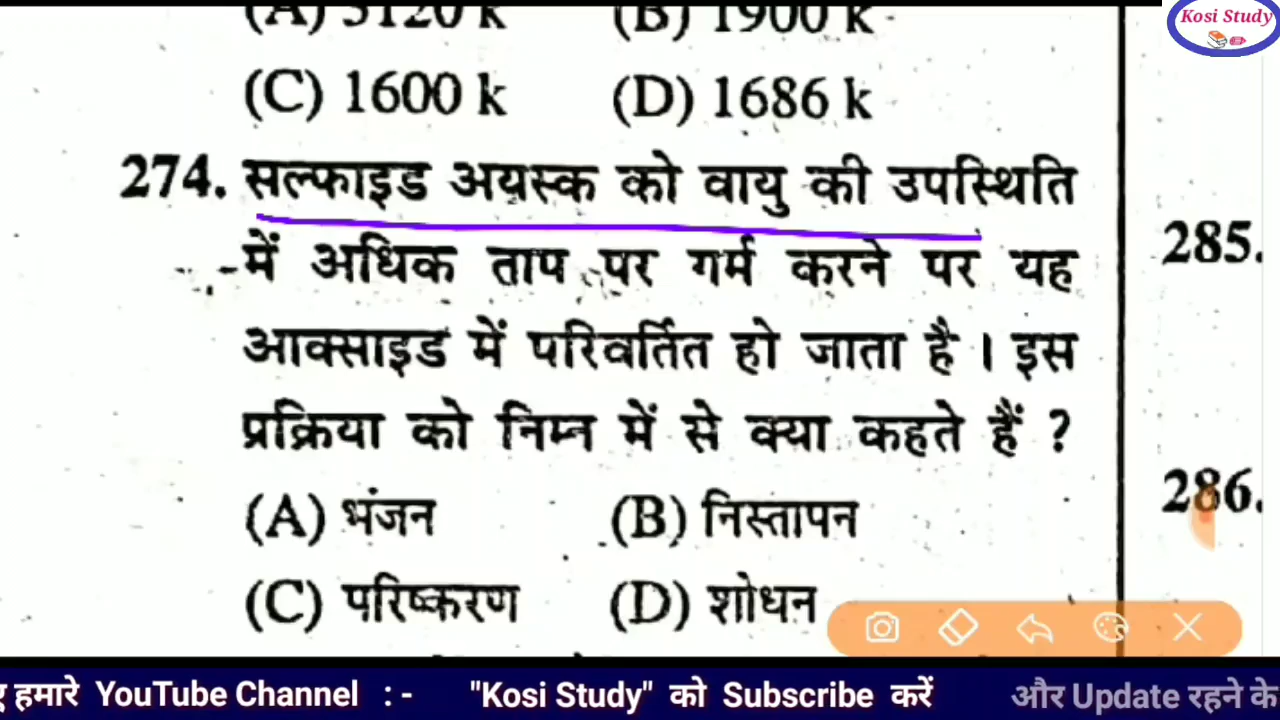 (A) 3120 k (B) 1900 k
Kosi Study
(C) 1600 k (D) 1686 k
274. सल्फाइड अयस्क को वायु की उपस्थिति
में अधिक ताप पर गर्म करने पर यह
आक्साइड में परिवर्तित हो जाता है । इस
प्रक्रिया को निम्न में से क्या कहते हैं ?
(A) भंजन (B) निस्तापन
(C) परिष्करण (D) शोधन
285.
286.
हमारे YouTube Channel :- "Kosi Study" को Subscribe करें और Update रहने के